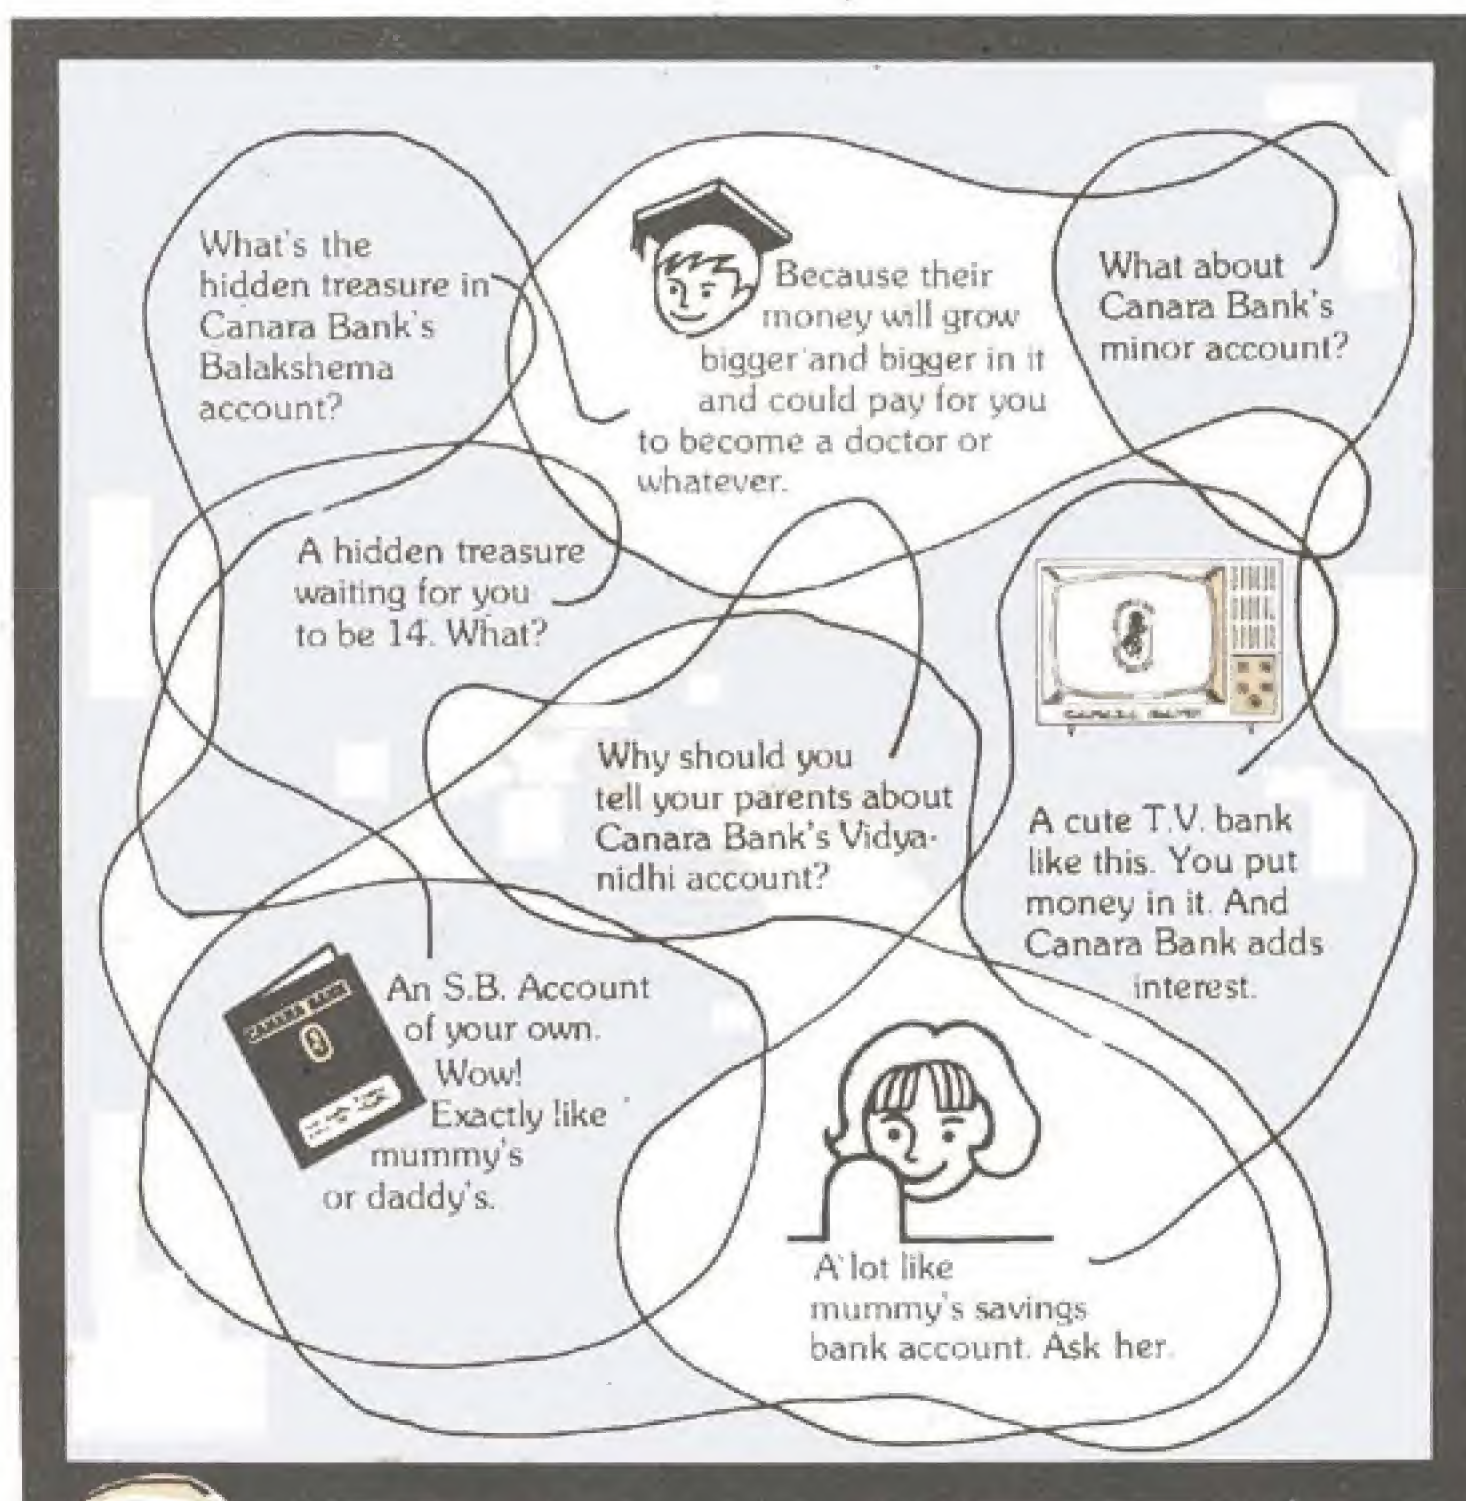 What's the
hidden treasure in
Canara Bank's
Balakshema
account?
Because their
money will grow
bigger and bigger in it
and could pay for you
to become a doctor or
whatever.
What about
Canara Bank's
minor account?
A hidden treasure
waiting for you
to be 14. What?
Why should you
tell your parents about
Canara Bank's Vidya-
nidhi account?
CANARA BANK
A cute T.V. bank
like this. You put
money in it. And
Canara Bank adds
interest.
CANARA BANK
An S.B. Account
of your own.
Wow!
Exactly like
mummy's
or daddy's.
A lot like
mummy's savings
bank account. Ask her.